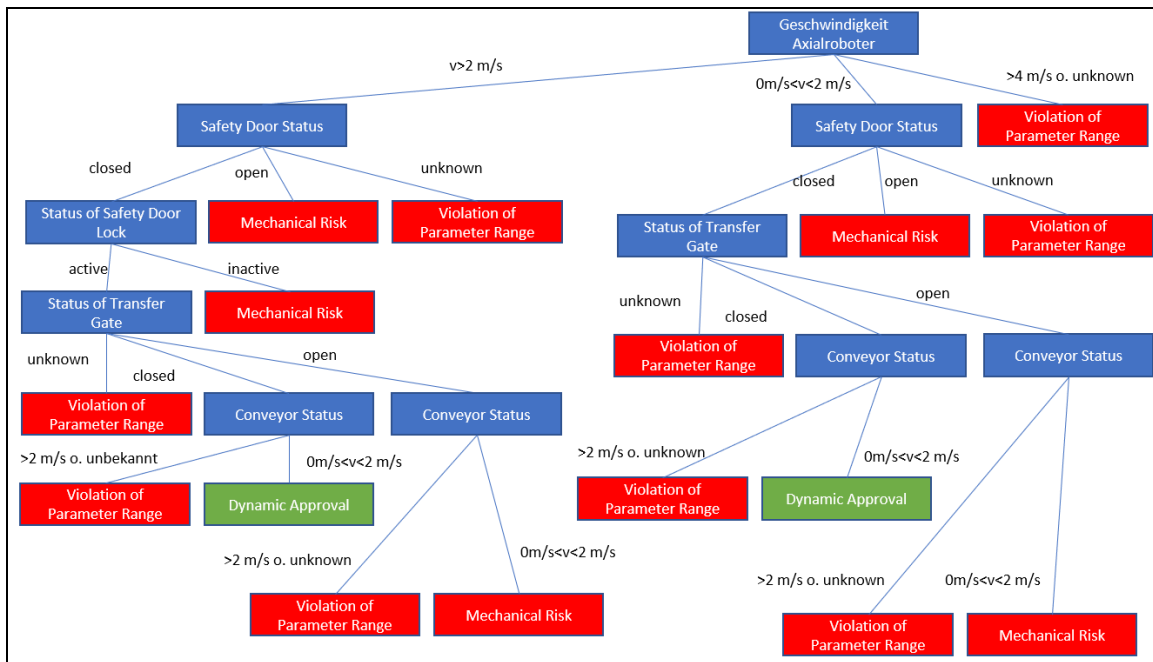 Geschwindigkeit
Axialroboter
v>2 m/s
0m/s<v<2 m/s
>4 m/s o. unknown
Safety Door Status
Safety Door Status
Violation of
Parameter Range
closed
open
unknown
closed
open
unknown
Status of Safety Door
Lock
Mechanical Risk
Violation of
Parameter Range
Status of Transfer
Gate
Mechanical Risk
Violation of
Parameter Range
active
inactive
unknown
closed
open
Status of Transfer
Gate
Mechanical Risk
Violation of
Parameter Range
Conveyor Status
Conveyor Status
unknown
closed
open
Violation of
Parameter Range
Conveyor Status
Conveyor Status
>2 m/s o. unbekannt
0m/s<v<2 m/s
>2 m/s o. unknown
0m/s<v<2 m/s
Violation of
Parameter Range
Dynamic Approval
Violation of
Parameter Range
Dynamic Approval
>2 m/s o. unknown
0m/s<v<2 m/s
>2 m/s o. unknown
0m/s<v<2 m/s
Violation of
Parameter Range
Mechanical Risk
Violation of
Parameter Range
Mechanical Risk